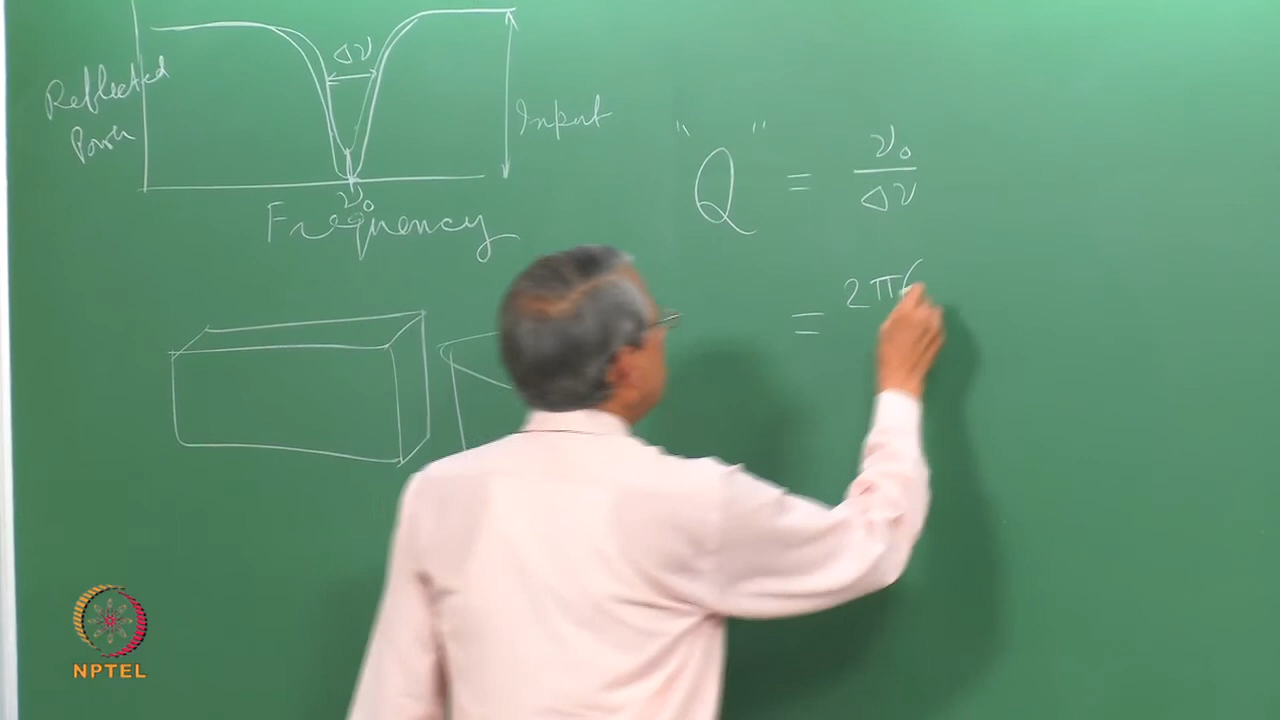 Reflected
Power
Δν
Input
ν₀
Frequency
"Q" = ν₀ / Δν
= 2π(
NPTEL